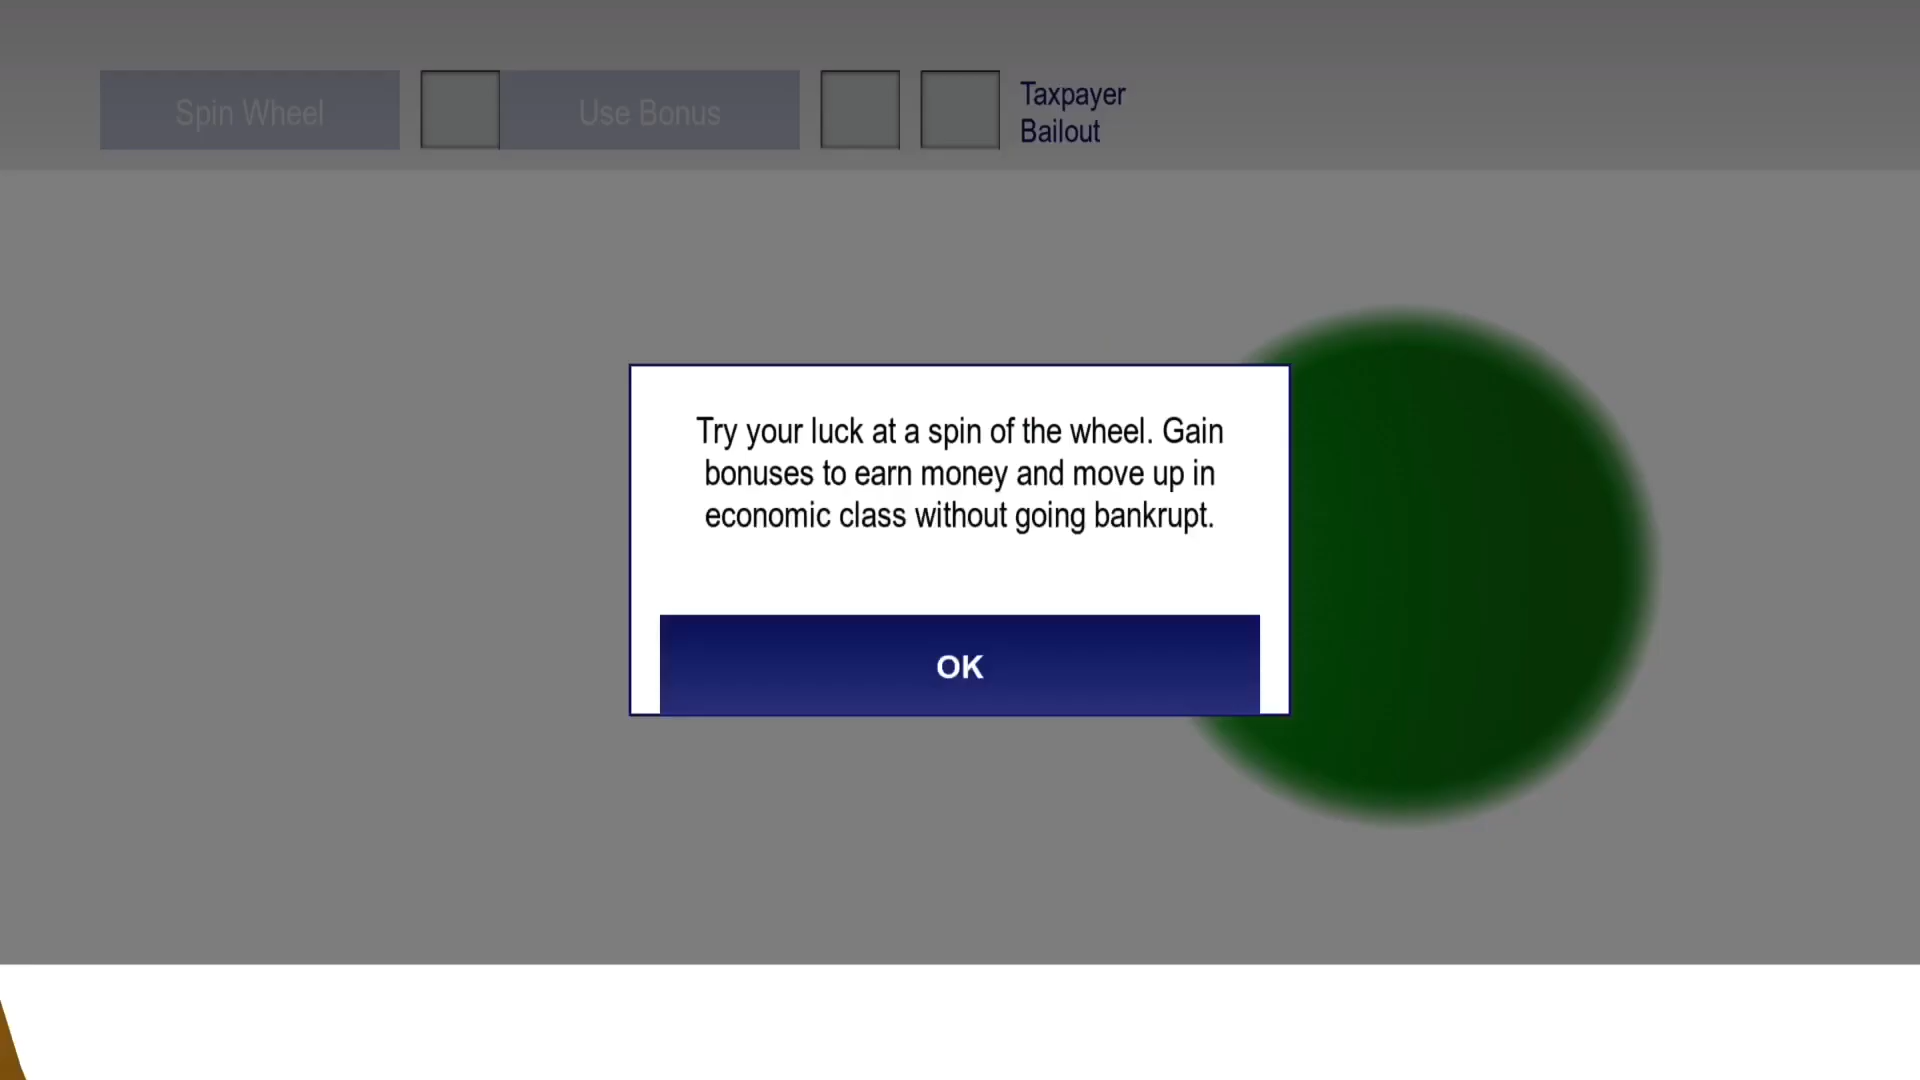 Spin Wheel
Use Bonus
Taxpayer
Bailout
Try your luck at a spin of the wheel. Gain
bonuses to earn money and move up in
economic class without going bankrupt.
OK